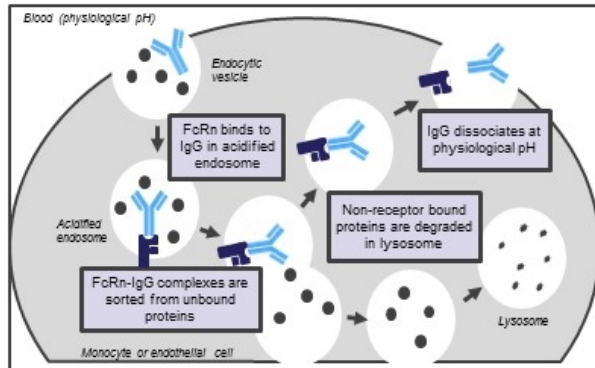 Blood (physiological pH)
Endocytic
vesicle
FcRn binds to
IgG in acidified
endosome
IgG dissociates at
physiological pH
Acidified
endosome
Non-receptor bound
proteins are degraded
in lysosome
FcRn-IgG complexes are
sorted from unbound
proteins
Lysosome
Monocyte or endothelial cell